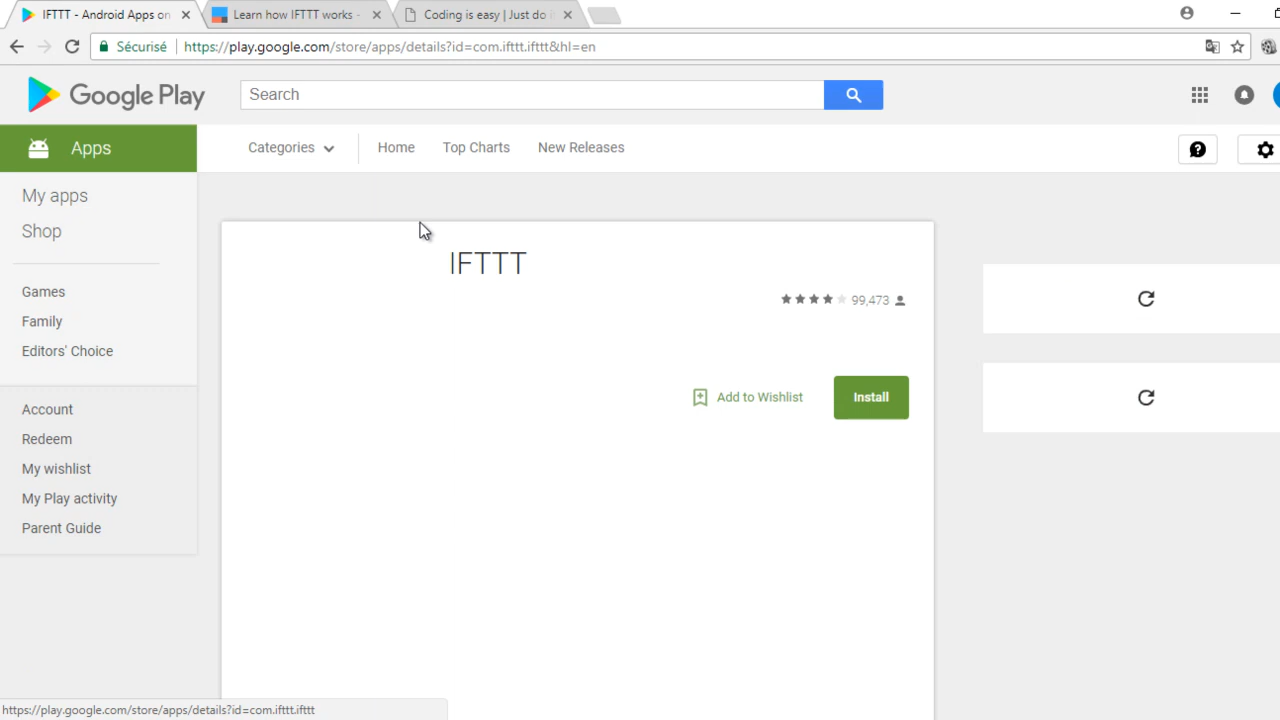 IFTTT - Android Apps on
Learn how IFTTT works -
Coding is easy | Just do i
Sécurisé
https://play.google.com/store/apps/details?id=com.ifttt.ifttt&hl=en
Google Play
Search
Apps
Categories
Home
Top Charts
New Releases
My apps
Shop
Games
Family
Editors' Choice
Account
Redeem
My wishlist
My Play activity
Parent Guide
IFTTT
99,473
Add to Wishlist
Install
https://play.google.com/store/apps/details?id=com.ifttt.ifttt